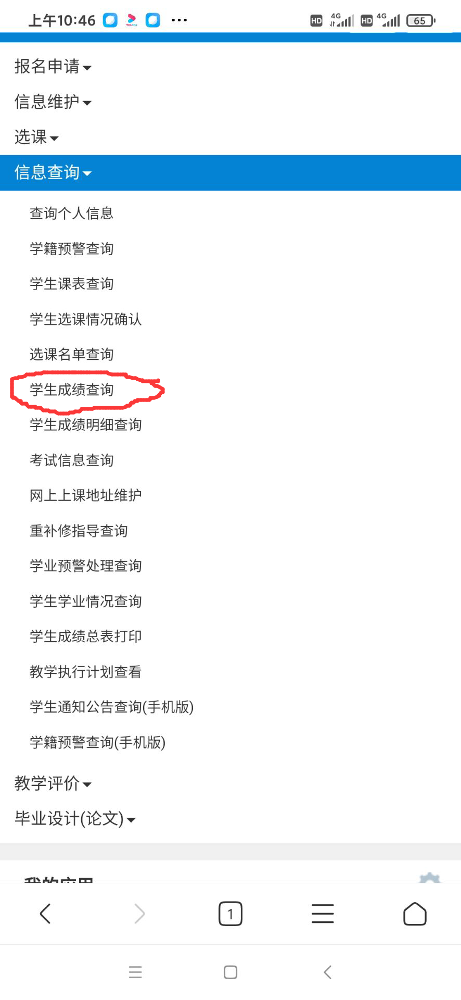 上午10:46 YOUKU ··· HD 4G HD 4G 65
报名申请
信息维护
选课
信息查询
查询个人信息
学籍预警查询
学生课表查询
学生选课情况确认
选课名单查询
学生成绩查询
学生成绩明细查询
考试信息查询
网上上课地址维护
重补修指导查询
学业预警处理查询
学生学业情况查询
学生成绩总表打印
教学执行计划查看
学生通知公告查询(手机版)
学籍预警查询(手机版)
教学评价
毕业设计(论文)
我的应用
1